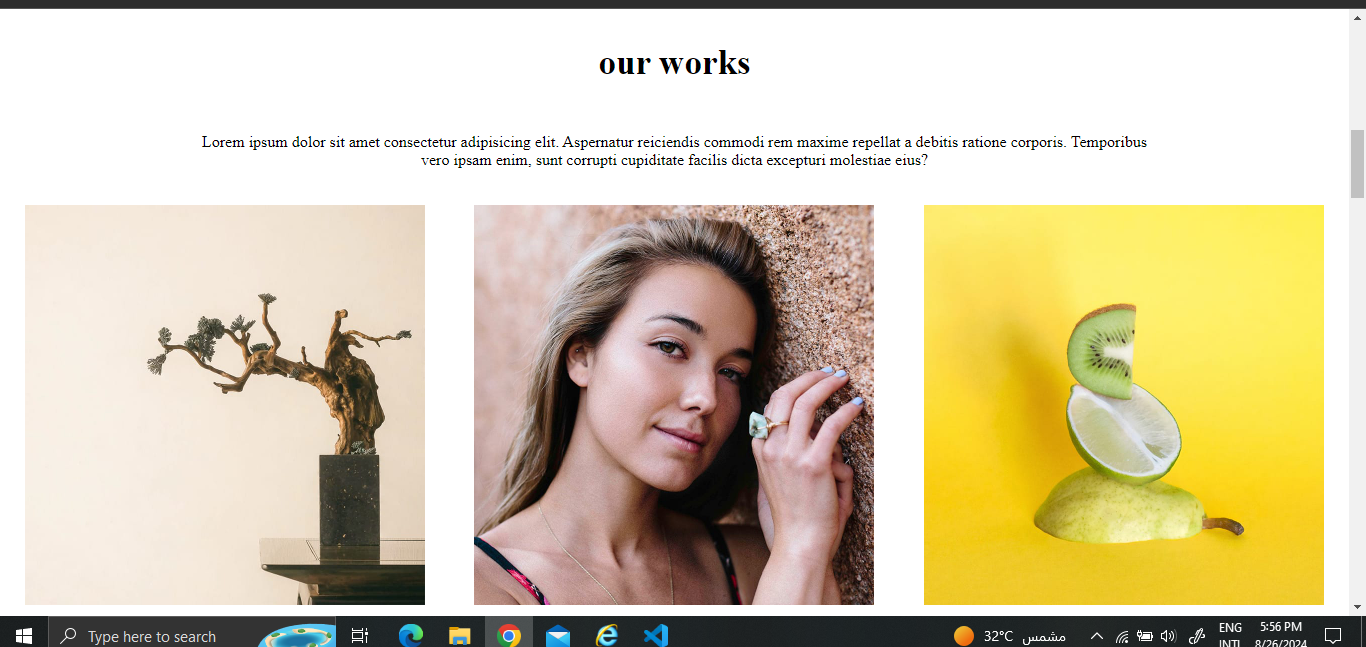 our works
Lorem ipsum dolor sit amet consectetur adipisicing elit. Aspernatur reiciendis commodi rem maxime repellat a debitis ratione corporis. Temporibus
vero ipsam enim, sunt corrupti cupiditate facilis dicta excepturi molestiae eius?
Type here to search
32°C مشمس
ENG
INTL
5:56 PM
8/26/2024